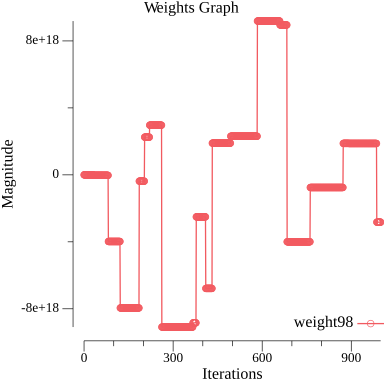 Weights Graph
8e+18
0
-8e+18
Magnitude
weight98
0 300 600 900
Iterations